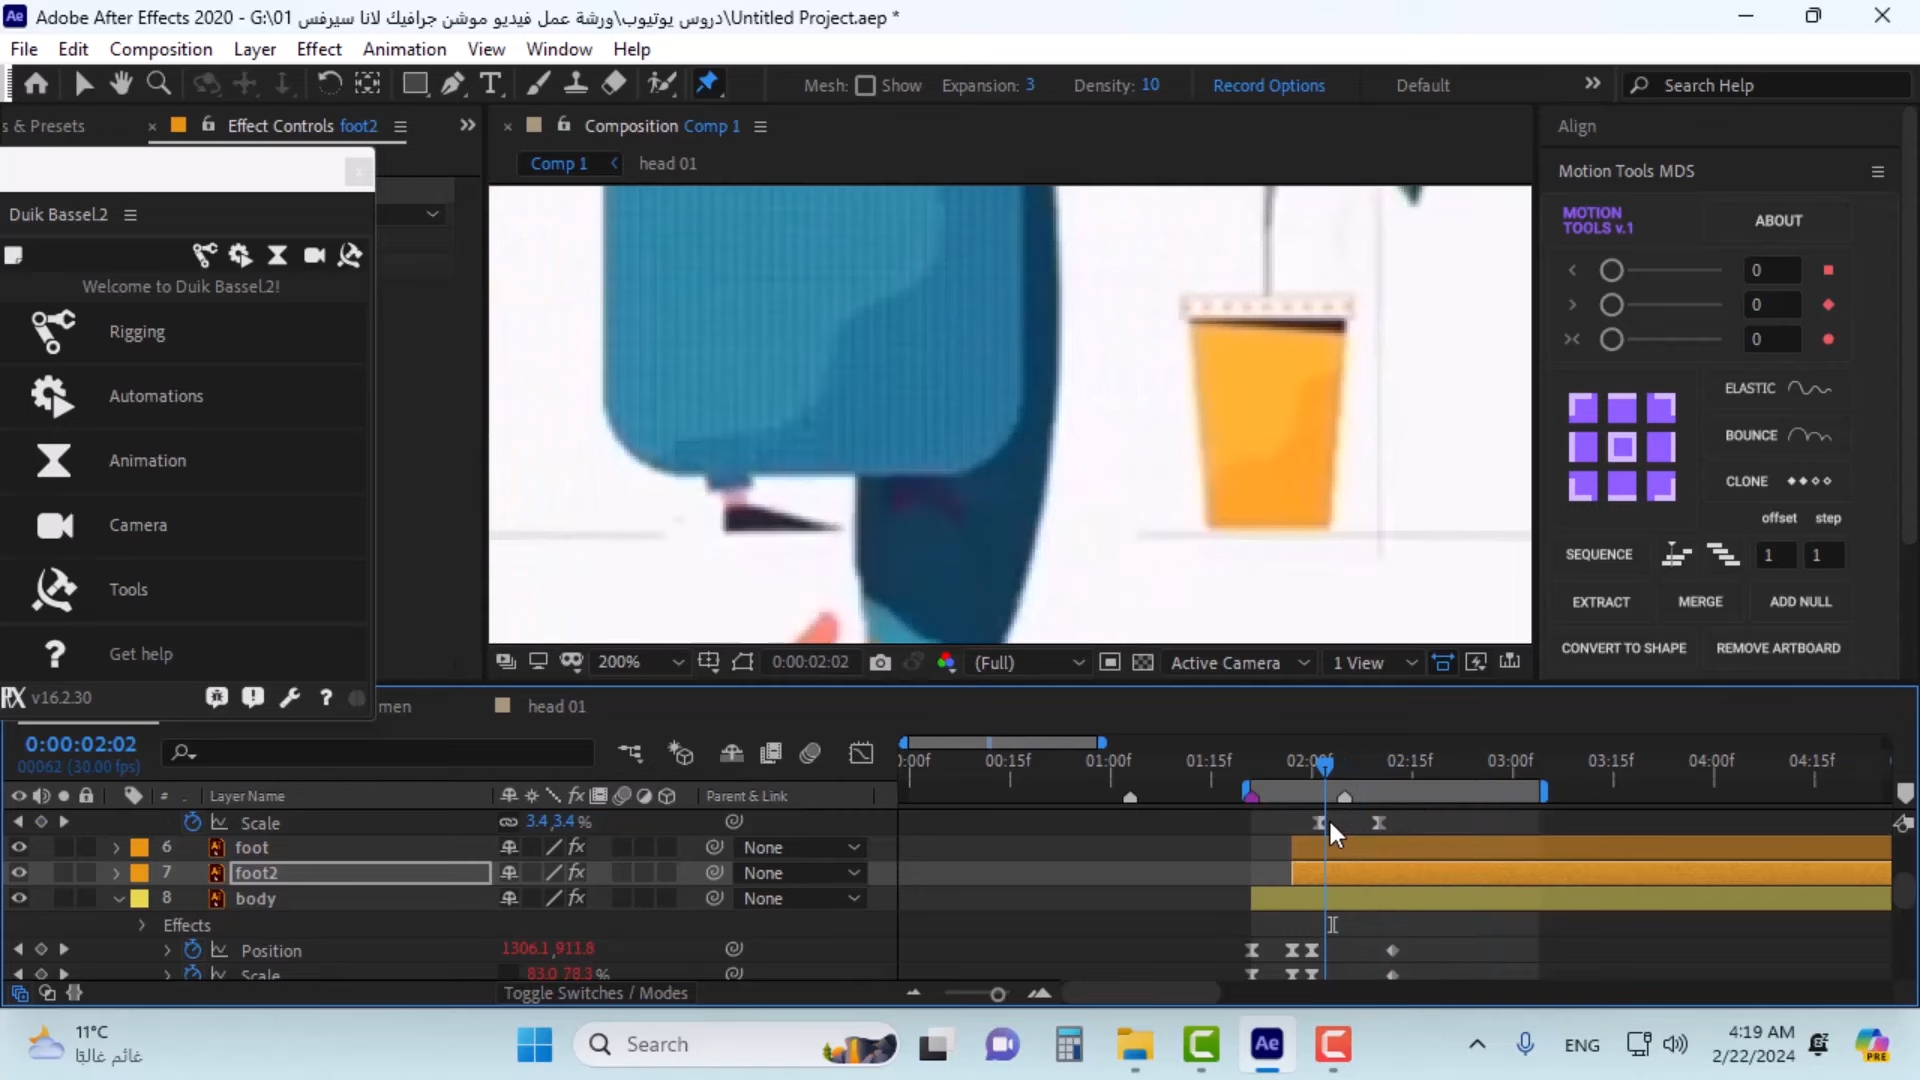 Adobe After Effects 2020 - G:\01 دروس يوتيوب\ورشة عمل فيديو موشن جرافيك لانا سيرفس\Untitled Project.aep *
File Edit Composition Layer Effect Animation View Window Help
Mesh: Show Expansion: 3 Density: 10 Record Options Default Search Help
s & Presets
Effect Controls foot2
Composition Comp 1
Comp 1 head 01
Duik Bassel.2
Welcome to Duik Bassel.2!
Rigging
Automations
Animation
Camera
Tools
Get help
v16.2.30
Align
Motion Tools MDS
MOTION TOOLS v.1
ABOUT
0
0
0
ELASTIC
BOUNCE
CLONE
offset step
SEQUENCE 1 1
EXTRACT MERGE ADD NULL
CONVERT TO SHAPE REMOVE ARTBOARD
200% 0:00:02:02 (Full) Active Camera 1 View
men head 01
0:00:02:02
00062 (30.00 fps)
:00f 00:15f 01:00f 01:15f 02:00f 02:15f 03:00f 03:15f 04:00f 04:15f
# . Layer Name fx Parent & Link
Scale 3.4,3.4 %
6 foot fx None
7 foot2 fx None
8 body fx None
Effects
Position 1306.1,911.8
Scale 83.0,78.3 %
Toggle Switches / Modes
11°C
غائم غالبًا
Search
Ae
ENG
4:19 AM
2/22/2024
PRE